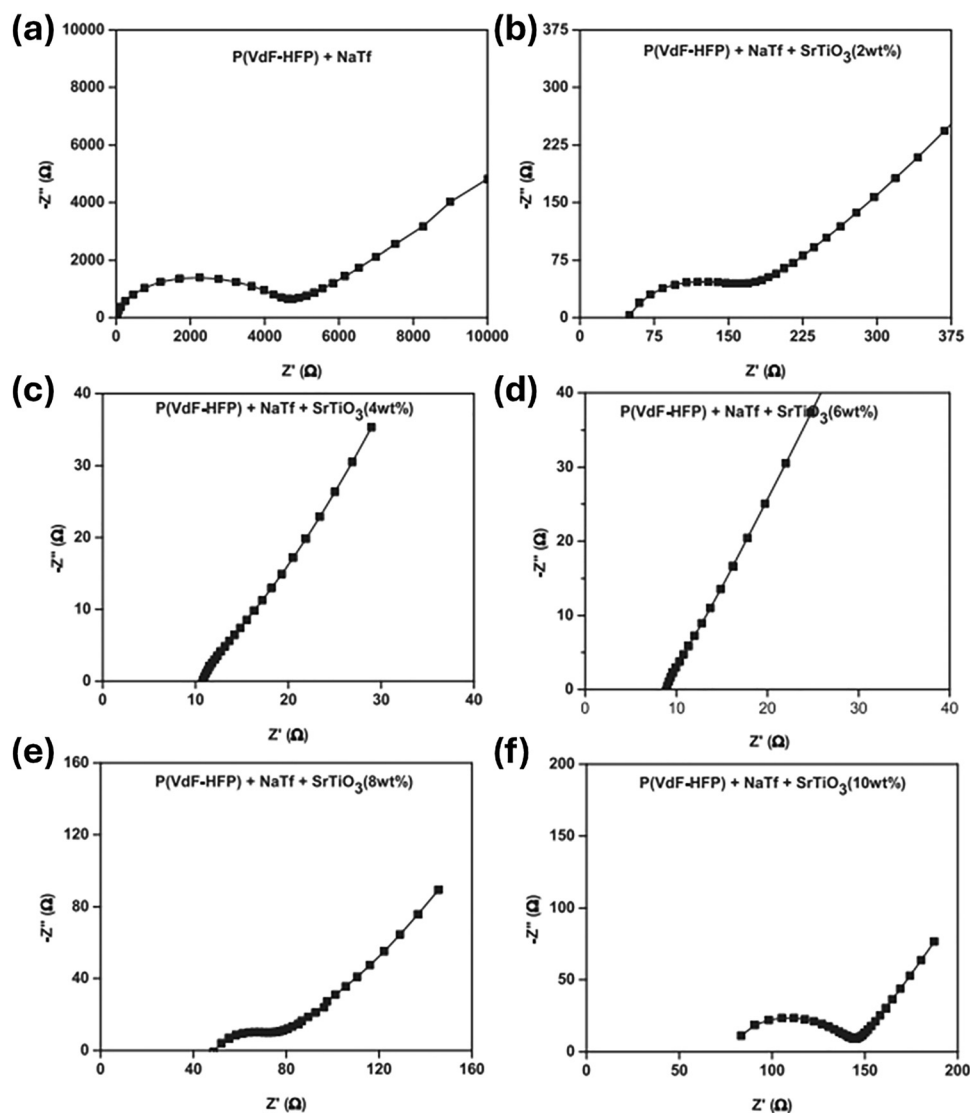 (a)
P(VdF-HFP) + NaTf
10000
8000
6000
4000
2000
0
-Z'' (Ω)
0 2000 4000 6000 8000 10000
Z' (Ω)
(b)
P(VdF-HFP) + NaTf + SrTiO₃(2wt%)
375
300
225
150
75
0
-Z'' (Ω)
0 75 150 225 300 375
Z' (Ω)
(c)
P(VdF-HFP) + NaTf + SrTiO₃(4wt%)
40
30
20
10
0
-Z'' (Ω)
0 10 20 30 40
Z' (Ω)
(d)
P(VdF-HFP) + NaTf + SrTiO₃(6wt%)
40
30
20
10
0
-Z'' (Ω)
0 10 20 30 40
Z' (Ω)
(e)
P(VdF-HFP) + NaTf + SrTiO₃(8wt%)
160
120
80
40
0
-Z'' (Ω)
0 40 80 120 160
Z' (Ω)
(f)
P(VdF-HFP) + NaTf + SrTiO₃(10wt%)
200
150
100
50
0
-Z'' (Ω)
0 50 100 150 200
Z' (Ω)